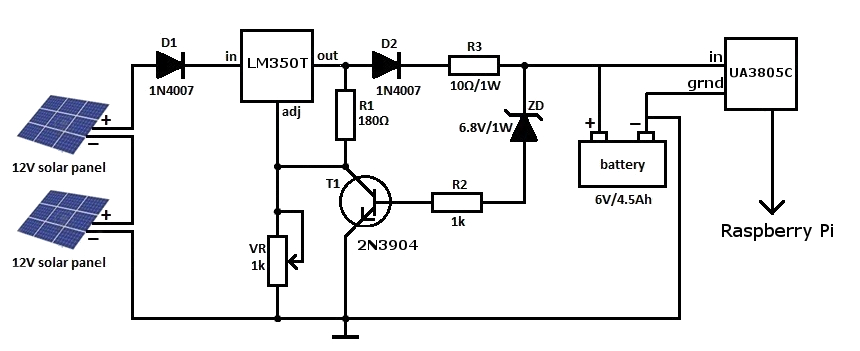 D1
1N4007
in
LM350T
out
adj
D2
1N4007
R3
10Ω/1W
R1
180Ω
ZD
6.8V/1W
in
grnd
UA3805C
+
−
12V solar panel
+
−
12V solar panel
T1
2N3904
R2
1k
VR
1k
+
−
battery
6V/4.5Ah
Raspberry Pi